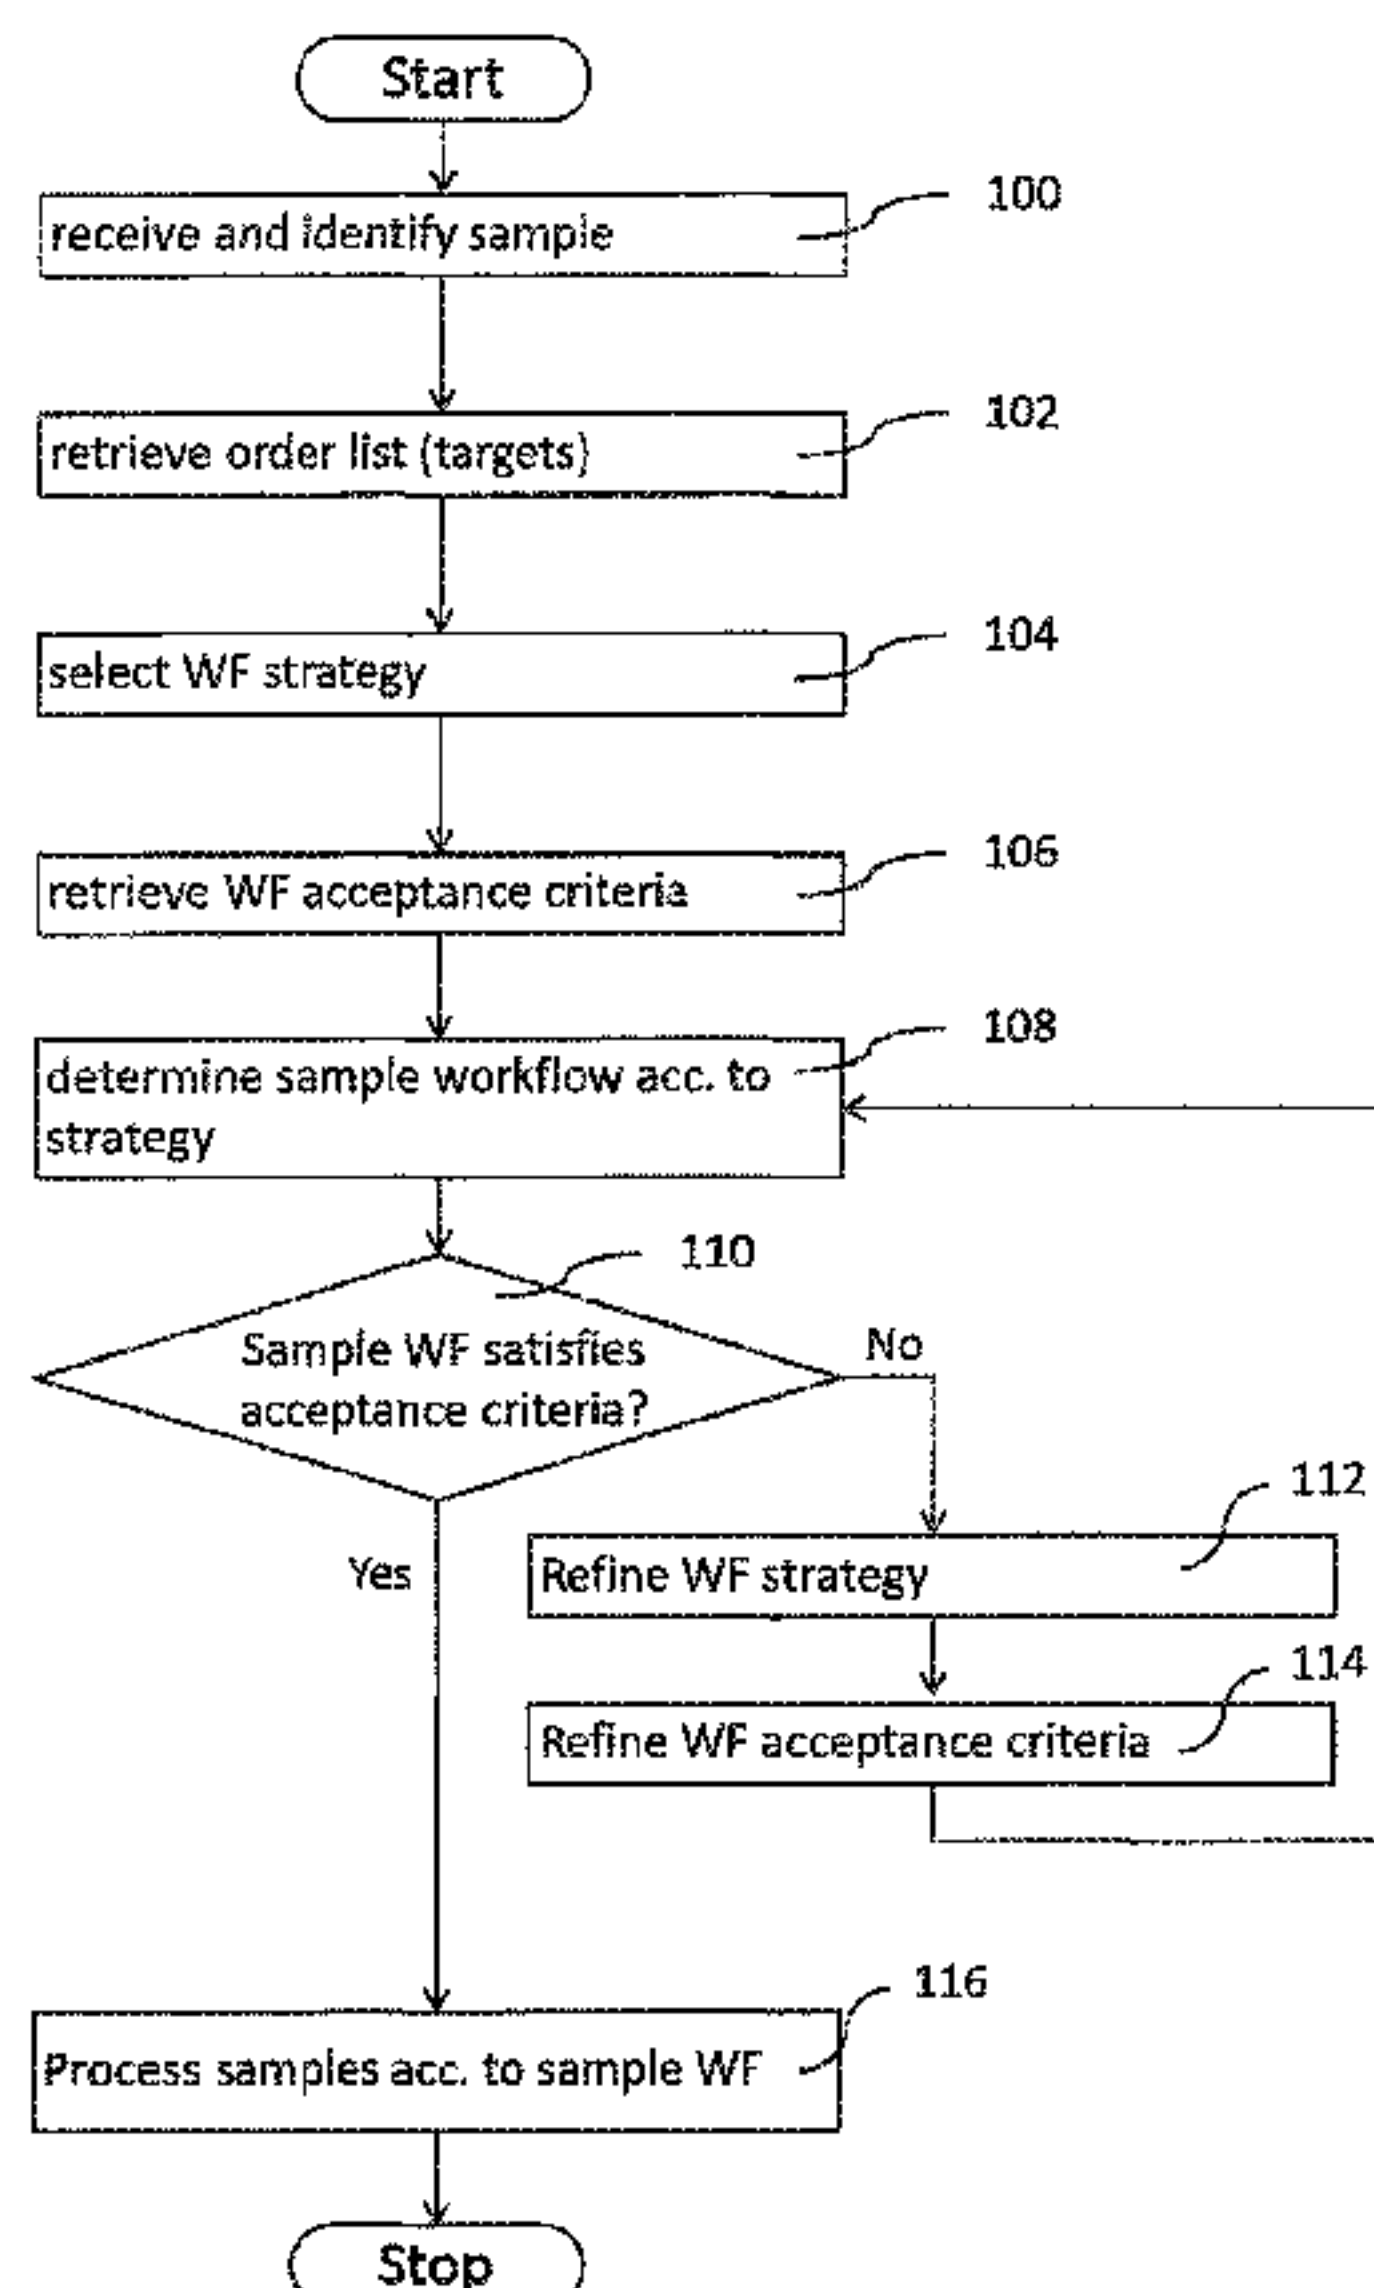 Start
100
receive and identify sample
102
retrieve order list (targets)
104
select WF strategy
106
retrieve WF acceptance criteria
108
determine sample workflow acc. to
strategy
110
Sample WF satisfies
acceptance criteria?
No
Yes
112
Refine WF strategy
114
Refine WF acceptance criteria
116
Process samples acc. to sample WF
Stop